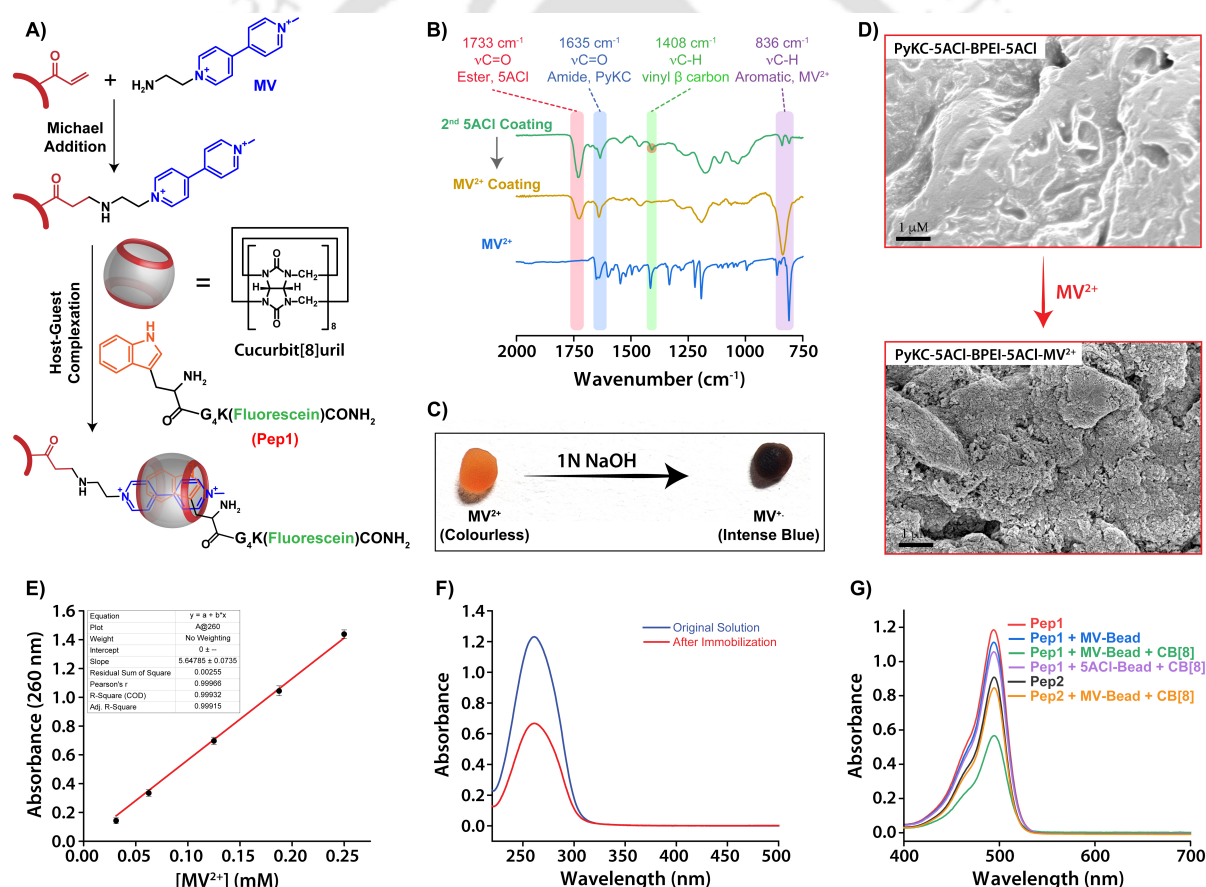 A)
O
+
H2N
N+
N+
MV
Michael
Addition
O
N
H
N+
N+
Host-Guest
Complexation
=
O
N N CH2
H H
N N CH2
O
8
Cucurbit[8]uril
H
N
NH2
O
G4K(Fluorescein)CONH2
(Pep1)
O
NH
N+
N+
NH2
O
G4K(Fluorescein)CONH2
B)
1733 cm-1
νC=O
Ester, 5ACl
1635 cm-1
νC=O
Amide, PyKC
1408 cm-1
νC-H
vinyl β carbon
836 cm-1
νC-H
Aromatic, MV2+
2nd 5ACl Coating
MV2+ Coating
MV2+
2000 1750 1500 1250 1000 750
Wavenumber (cm-1)
C)
1N NaOH
MV2+
(Colourless)
MV+·
(Intense Blue)
D)
PyKC-5ACl-BPEI-5ACl
1 μM
MV2+
PyKC-5ACl-BPEI-5ACl-MV2+
1 μM
E)
Equation y = a + b*x
Plot A@260
Weight No Weighting
Intercept 0 ± --
Slope 5.64785 ± 0.0735
Residual Sum of Square 0.00255
Pearson's r 0.99966
R-Square (COD) 0.99932
Adj. R-Square 0.99915
1.6
1.4
1.2
1.0
0.8
0.6
0.4
0.2
0.0
Absorbance (260 nm)
0.00 0.05 0.10 0.15 0.20 0.25
[MV2+] (mM)
F)
Original Solution
After Immobilization
1.4
1.2
1.0
0.8
0.6
0.4
0.2
0.0
Absorbance
250 300 350 400 450 500
Wavelength (nm)
G)
Pep1
Pep1 + MV-Bead
Pep1 + MV-Bead + CB[8]
Pep1 + 5ACl-Bead + CB[8]
Pep2
Pep2 + MV-Bead + CB[8]
1.2
1.0
0.8
0.6
0.4
0.2
0.0
Absorbance
400 500 600 700
Wavelength (nm)